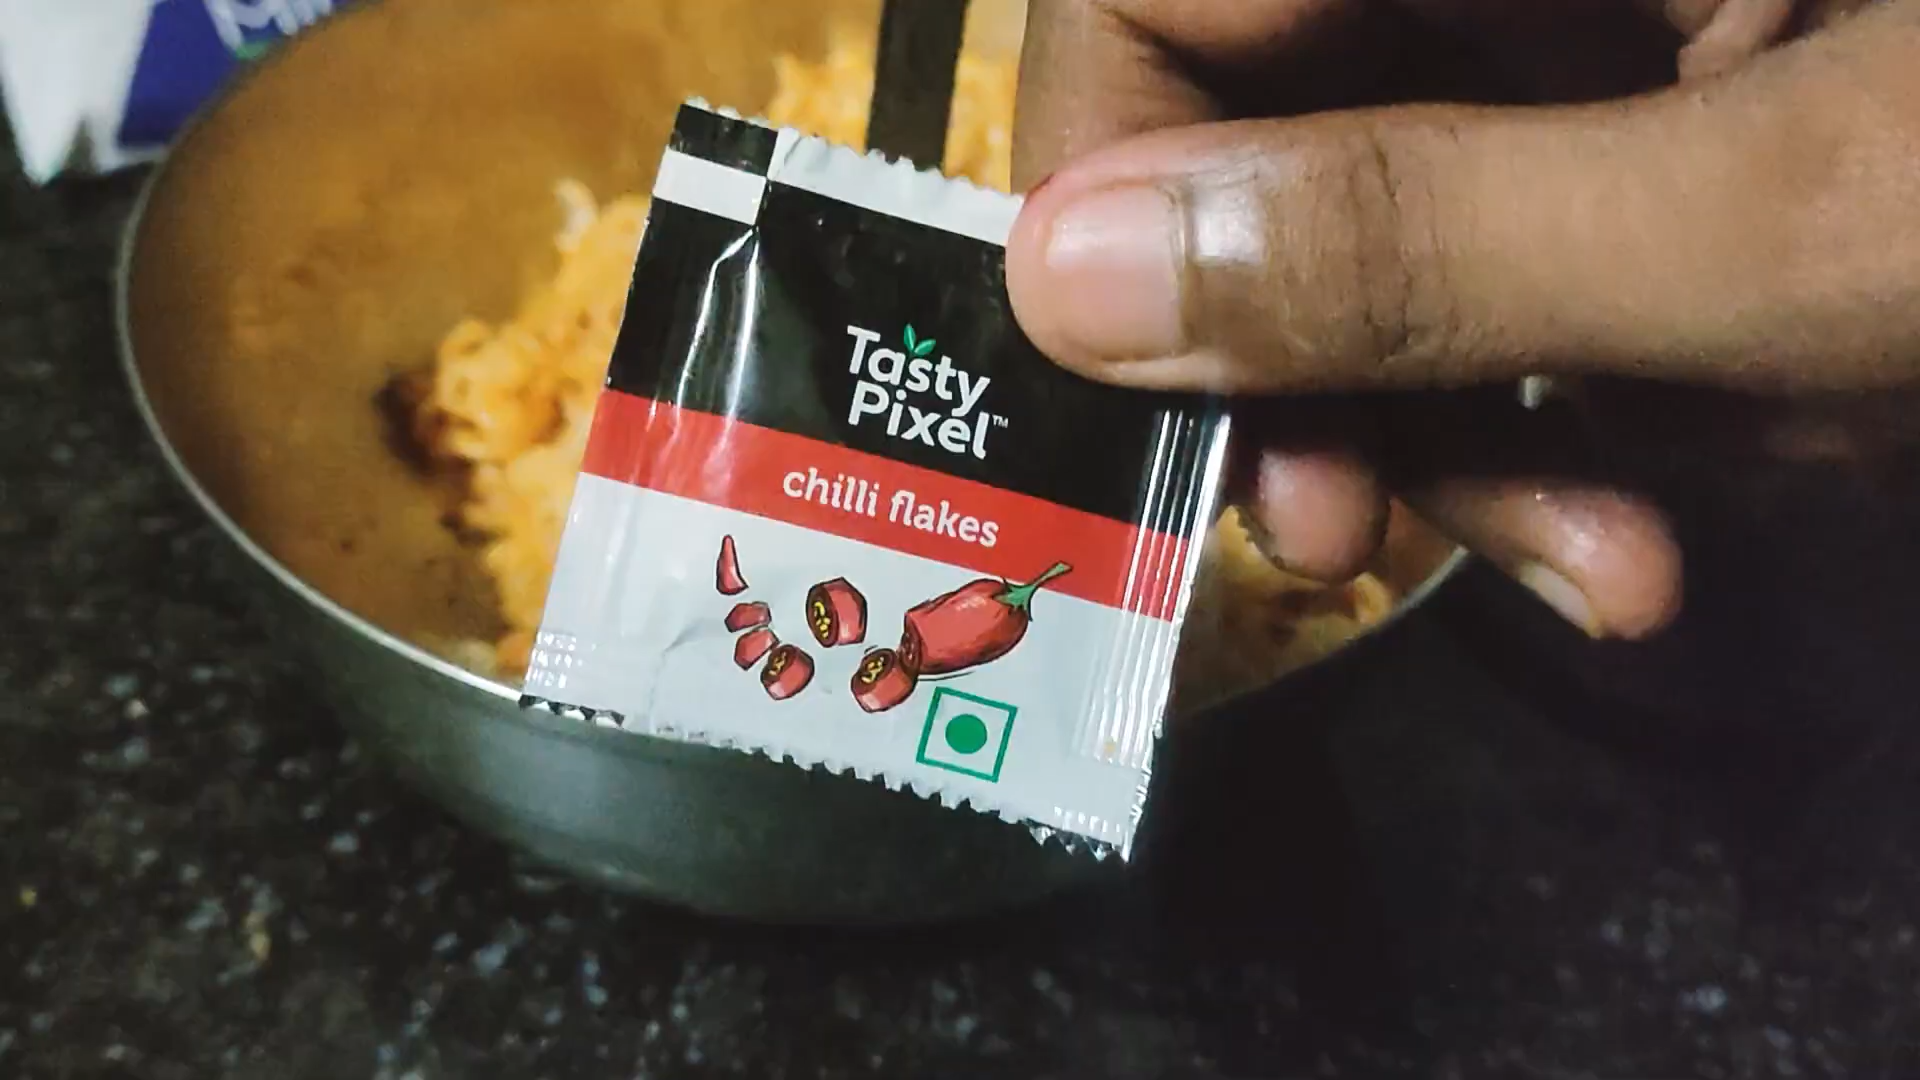 Tasty
Pixel™
chilli flakes